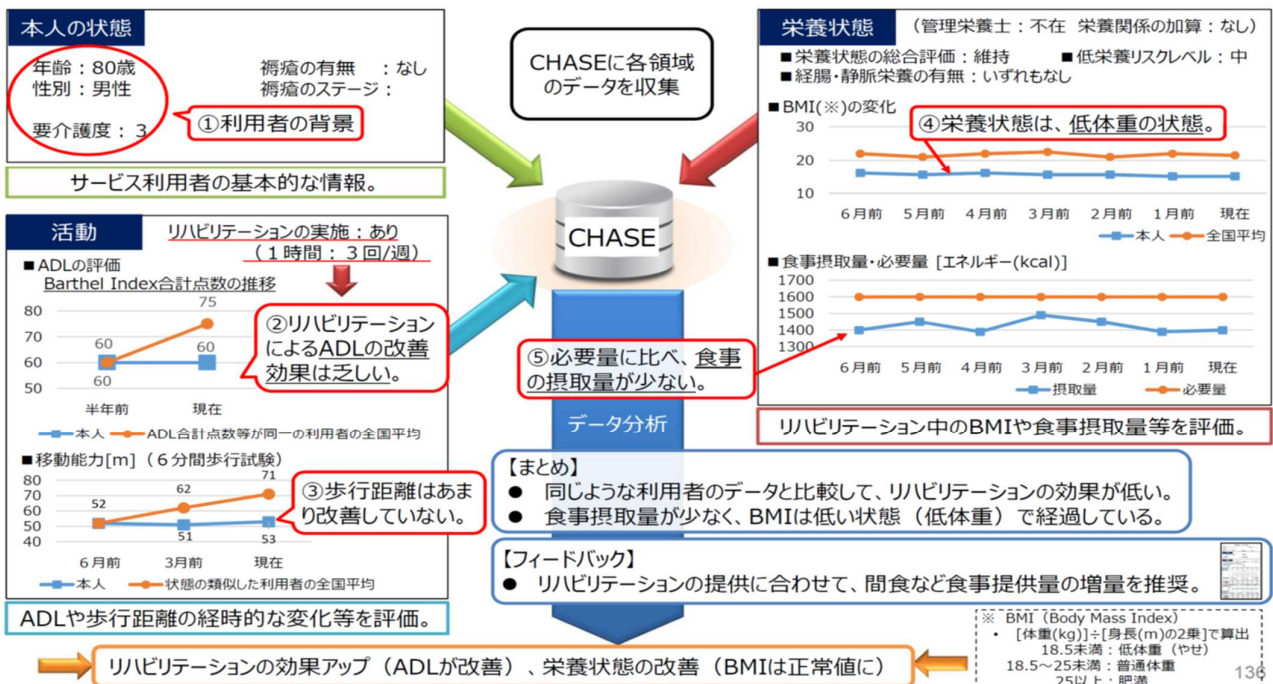 本人の状態
年齢：80歳
性別：男性
要介護度：3
褥瘡の有無　：なし
褥瘡のステージ：
①利用者の背景
サービス利用者の基本的な情報。
CHASEに各領域
のデータを収集
CHASE
栄養状態
（管理栄養士：不在 栄養関係の加算：なし）
■栄養状態の総合評価：維持
■低栄養リスクレベル：中
■経腸・静脈栄養の有無：いずれもなし
■BMI(※)の変化
④栄養状態は、低体重の状態。
30
20
10
6月前 5月前 4月前 3月前 2月前 1月前 現在
本人 全国平均
■食事摂取量・必要量 [エネルギー(kcal)]
1700
1600
1500
1400
1300
6月前 5月前 4月前 3月前 2月前 1月前 現在
摂取量 必要量
リハビリテーション中のBMIや食事摂取量等を評価。
活動
リハビリテーションの実施：あり
（1時間：3回/週）
■ADLの評価
Barthel Index合計点数の推移
80
70
60
50
75
60
60
60
半年前 現在
本人 ADL合計点数等が同一の利用者の全国平均
②リハビリテーション
によるADLの改善
効果は乏しい。
■移動能力[m]（6分間歩行試験）
80
70
60
50
40
52
62
71
51
53
6月前 3月前 現在
本人 状態の類似した利用者の全国平均
③歩行距離はあま
り改善していない。
ADLや歩行距離の経時的な変化等を評価。
⑤必要量に比べ、食事
の摂取量が少ない。
データ分析
【まとめ】
● 同じような利用者のデータと比較して、リハビリテーションの効果が低い。
● 食事摂取量が少なく、BMIは低い状態（低体重）で経過している。
【フィードバック】
● リハビリテーションの提供に合わせて、間食など食事提供量の増量を推奨。
リハビリテーションの効果アップ（ADLが改善）、栄養状態の改善（BMIは正常値に）
※ BMI（Body Mass Index）
・ [体重(kg)]÷[身長(m)の2乗]で算出
18.5未満：低体重（やせ）
18.5～25未満：普通体重
25以上：肥満
136